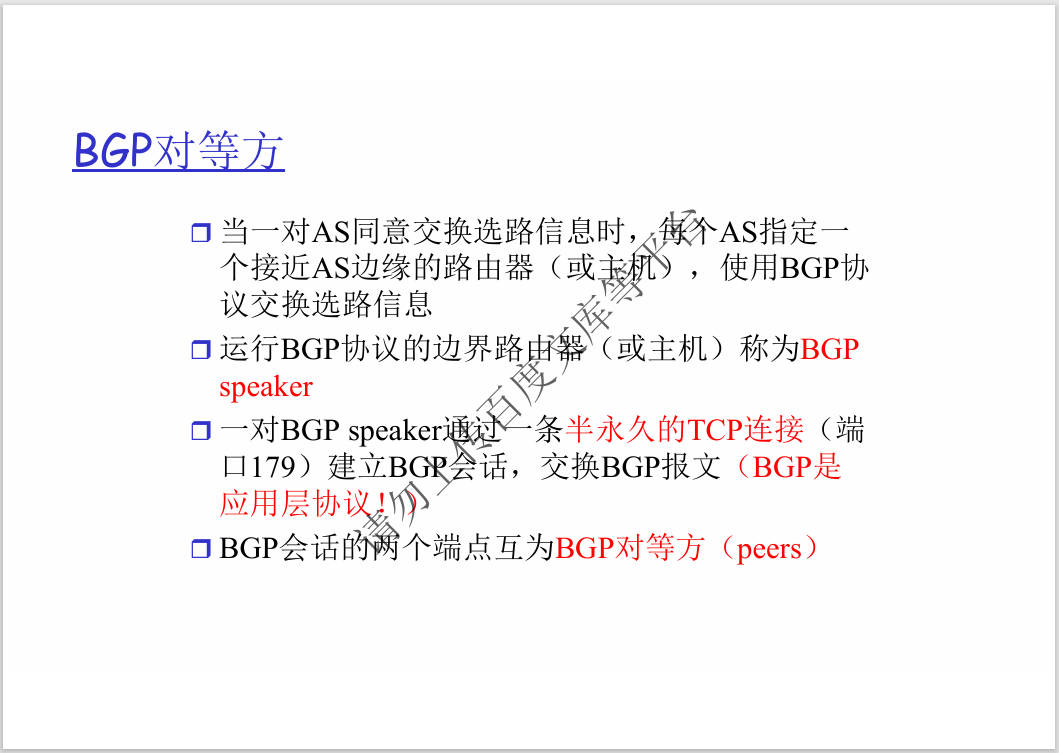 BGP对等方
当一对AS同意交换选路信息时，每个AS指定一
个接近AS边缘的路由器（或主机），使用BGP协
议交换选路信息
运行BGP协议的边界路由器（或主机）称为BGP
speaker
一对BGP speaker通过一条半永久的TCP连接（端
口179）建立BGP会话，交换BGP报文（BGP是
应用层协议！）
BGP会话的两个端点互为BGP对等方（peers）
请勿上传百度文库等平台